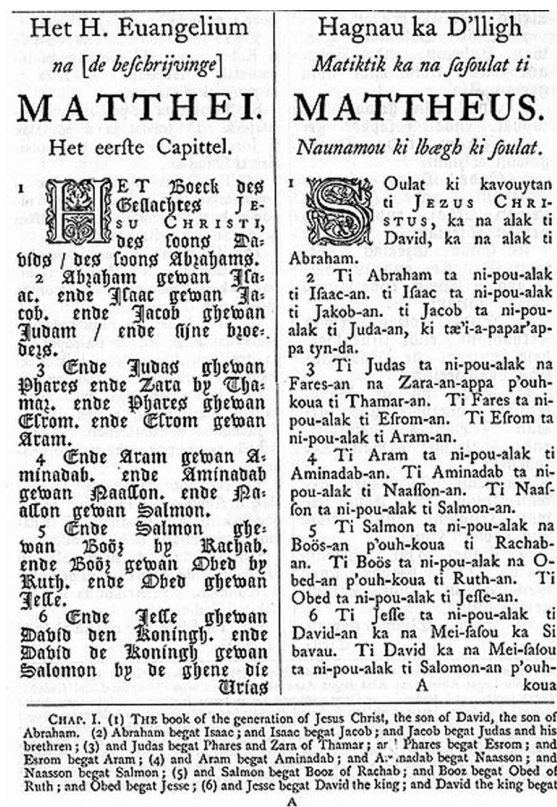 Het H. Euangelium
na [de beſchrijvinge]
MATTHEI.
Het eerſte Capittel.
1 HET Boeck des
Geſlachtes JE-
SU CHRISTI,
des ſoons Da-
vids / des ſoons Abrahams.
2 Abraham gewan Iſa-
ac. ende Iſaac gewan Ja-
cob. ende Jacob ghewan
Judam / ende ſijne broe-
ders.
3 Ende Judas ghewan
Phares ende Zara by Tha-
mar. ende Phares ghewan
Eſrom. ende Eſrom gewan
Aram.
4 Ende Aram gewan A-
minadab. ende Aminadab
gewan Naaſſon. ende Na-
aſſon gewan Salmon.
5 Ende Salmon ghe-
wan Boöz by Rachab.
ende Boöz gewan Obed by
Ruth. ende Obed ghewan
Jeſſe.
6 Ende Jeſſe ghewan
David den Koningh. ende
David de Koningh gewan
Salomon by de ghene die
Urias
Hagnau ka D'lligh
Matiktik ka na ſaſoulat ti
MATTHEUS.
Naunamou ki lbægh ki ſoulat.
1 SOulat ki kavouytan
ti JEZUS CHRI-
STUS, ka na alak ti
David, ka na alak ti
Abraham.
2 Ti Abraham ta ni-pou-alak
ti Iſaac-an. ti Iſaac ta ni-pou-alak
ti Jakob-an. ti Jacob ta ni-pou-
alak ti Juda-an, ki tæ'i-a-papar'ap-
pa tyn-da.
3 Ti Judas ta ni-pou-alak na
Fares-an na Zara-an-appa p'ouh-
koua ti Thamar-an. Ti Fares ta ni-
pou-alak ti Eſrom-an. Ti Eſrom ta
ni-pou-alak ti Aram-an.
4 Ti Aram ta ni-pou-alak ti
Aminadab-an. Ti Aminadab ta ni-
pou-alak ti Naaſſon-an. Ti Naaſ-
ſon ta ni-pou-alak ti Salmon-an.
5 Ti Salmon ta ni-pou-alak na
Boös-an p'ouh-koua ti Rachab-
an. Ti Boös ta ni-pou-alak na O-
bed-an p'ouh-koua ti Ruth-an. Ti
Obed ta ni-pou-alak ti Jeſſe-an.
6 Ti Jeſſe ta ni-pou-alak ti
David-an ka na Mei-ſaſou ka Si
bavau. Ti David ka na Mei-ſaſou
ta ni-pou-alak ti Salomon-an p'ouh-
A koua
CHAP. I. (1) THE book of the generation of Jesus Christ, the son of David, the son of
Abraham. (2) Abraham begat Isaac; and Isaac begat Jacob; and Jacob begat Judas and his
brethren; (3) and Judas begat Phares and Zara of Thamar; Phares begat Esrom; and
Esrom begat Aram; (4) and Aram begat Aminadab; and begat Naasson; and
Naasson begat Salmon; (5) and Salmon begat Booz of Rachab; and Booz begat Obed of
Ruth; and Obed begat Jesse; (6) and Jesse begat David the king; and David the king begat
A